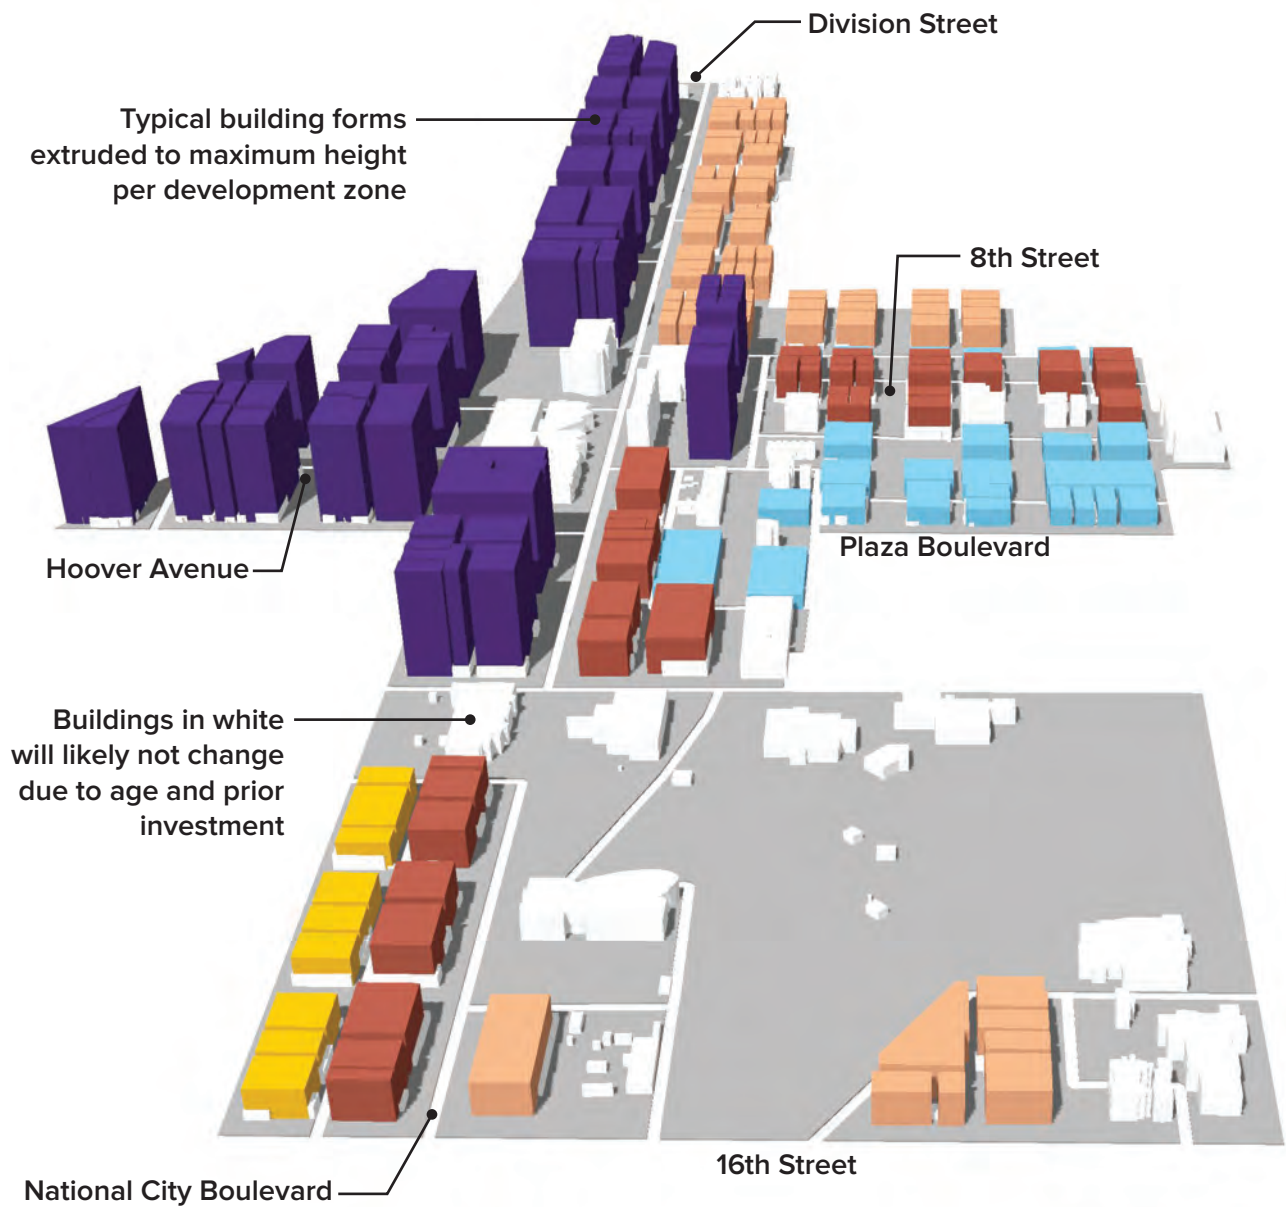 Division Street
Typical building forms
extruded to maximum height
per development zone
8th Street
Plaza Boulevard
Hoover Avenue
Buildings in white
will likely not change
due to age and prior
investment
16th Street
National City Boulevard